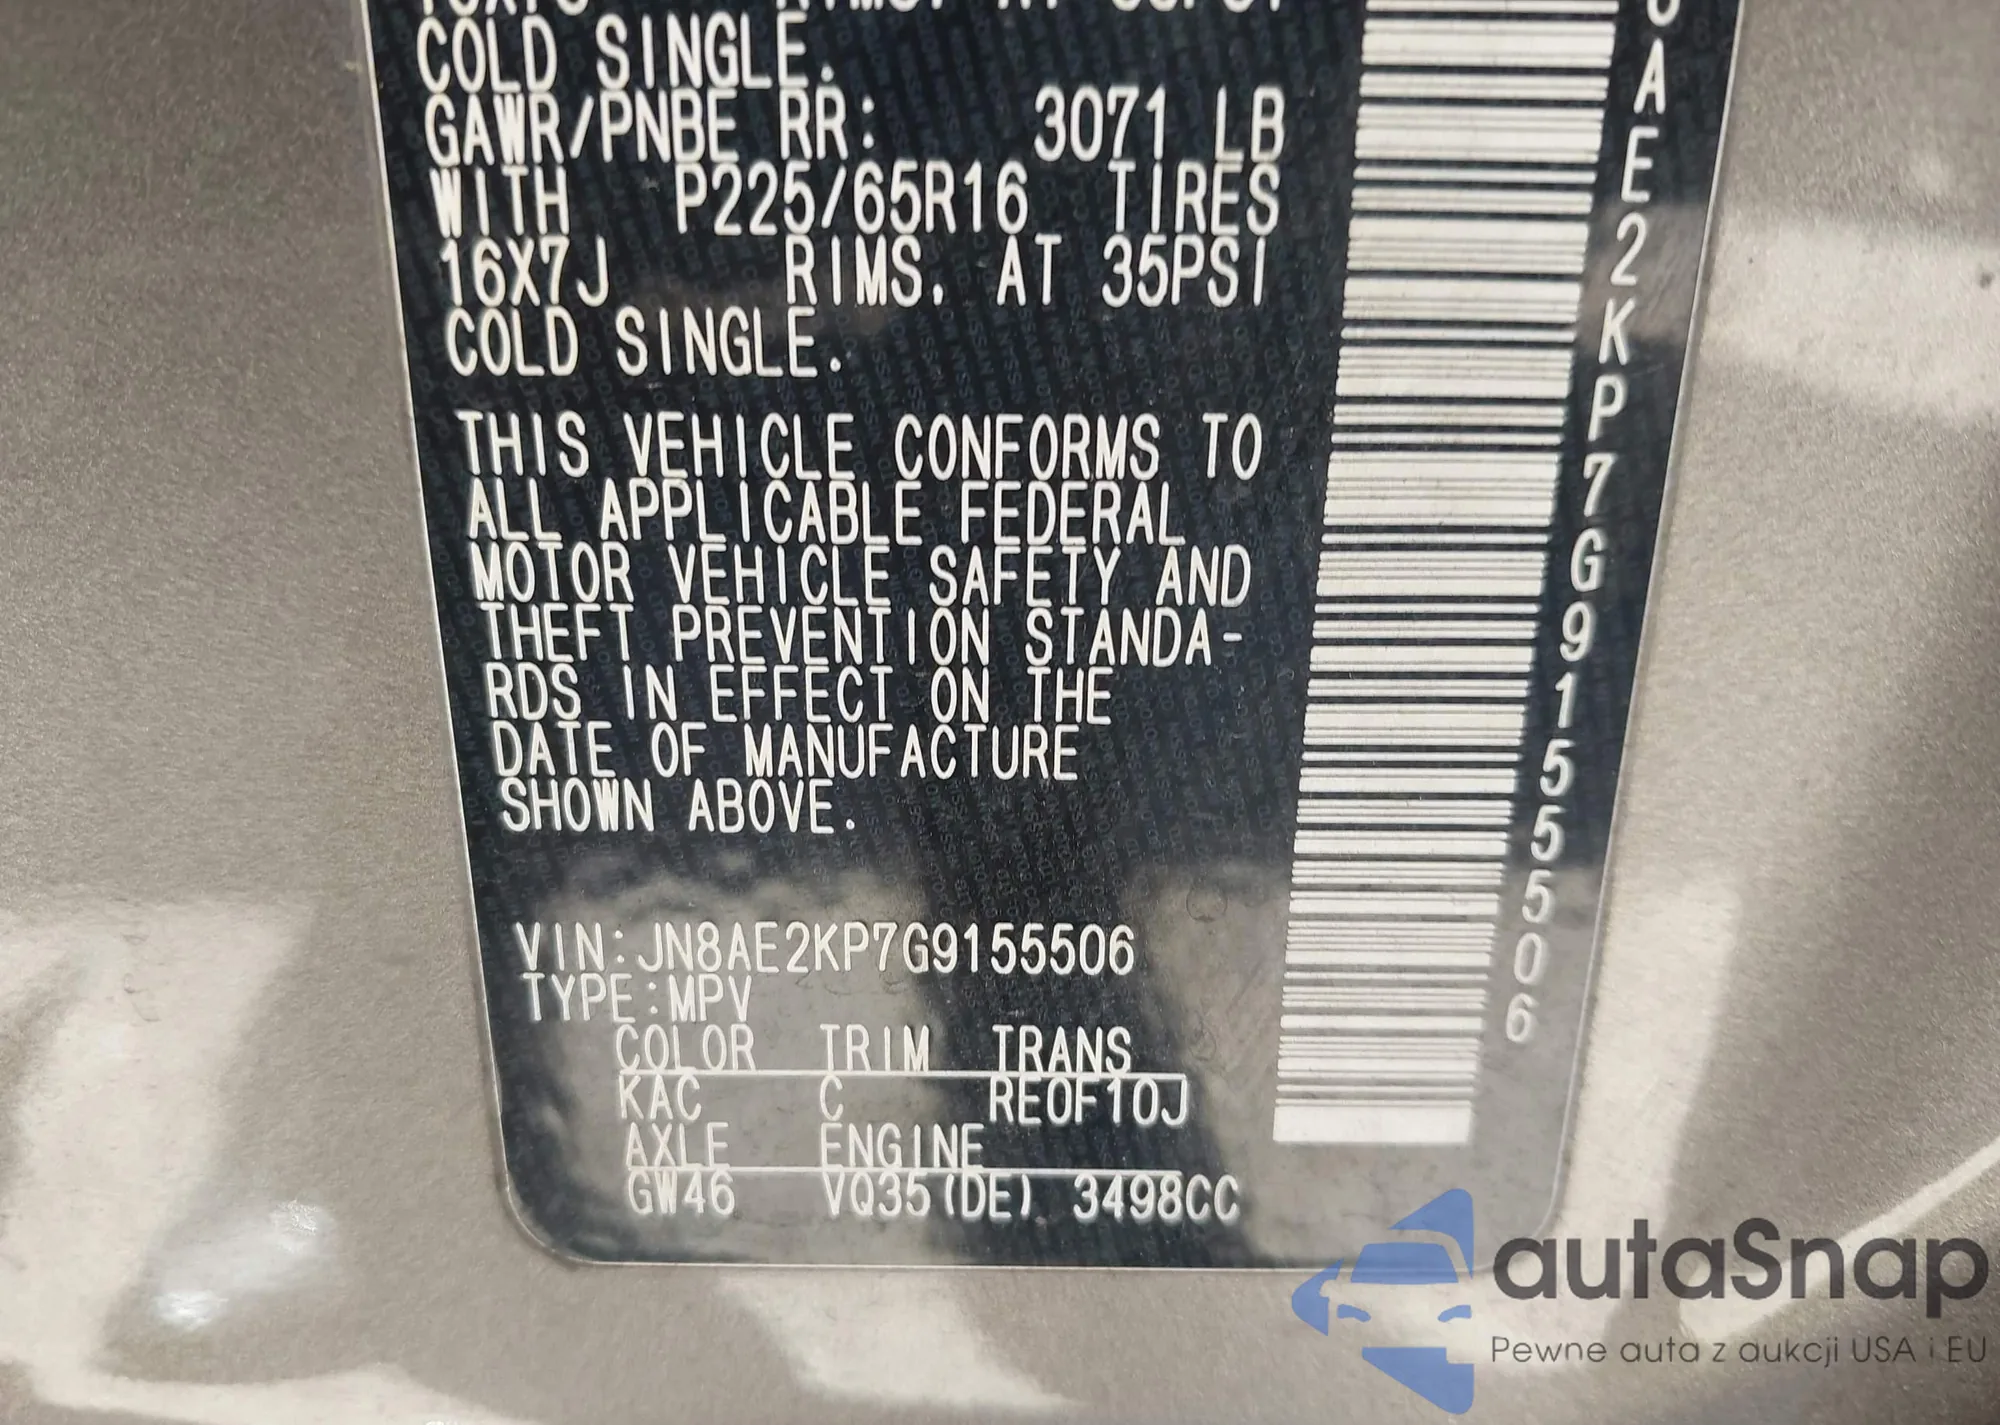 COLD SINGLE.
GAWR/PNBE RR: 3071 LB
WITH P225/65R16 TIRES
16X7J RIMS, AT 35PSI
COLD SINGLE.
THIS VEHICLE CONFORMS TO
ALL APPLICABLE FEDERAL
MOTOR VEHICLE SAFETY AND
THEFT PREVENTION STANDA-
RDS IN EFFECT ON THE
DATE OF MANUFACTURE
SHOWN ABOVE.
VIN:JN8AE2KP7G9155506
TYPE:MPV
COLOR TRIM TRANS
KAC C RE0F10J
AXLE ENGINE
GW46 VQ35(DE) 3498CC
AE2KP7G9155506
autaSnap
Pewne auta z aukcji USA i EU